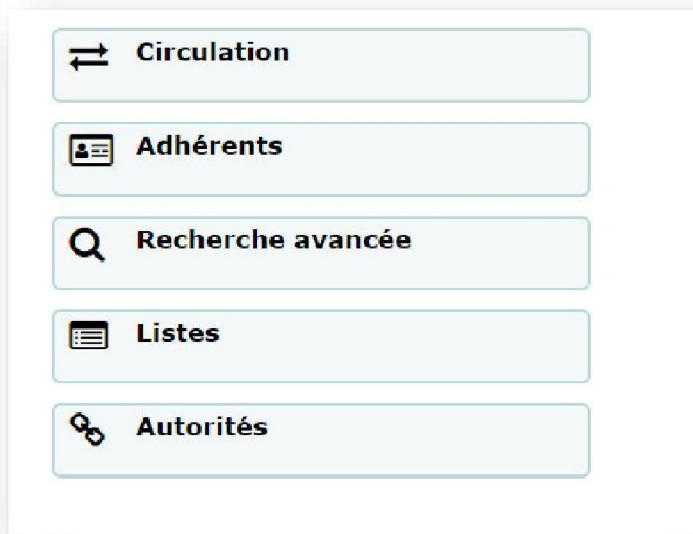 Circulation
Adhérents
Recherche avancée
Listes
Autorités